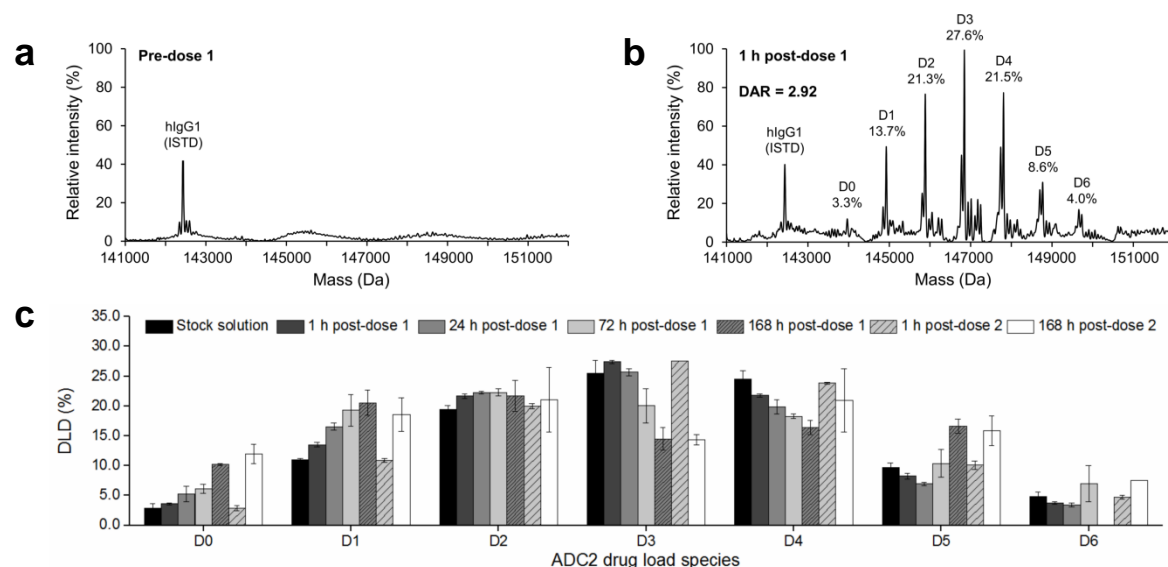 a
Pre-dose 1
hIgG1
(ISTD)
Relative intensity (%)
100
80
60
40
20
0
141000 143000 145000 147000 149000 151000
Mass (Da)
b
1 h post-dose 1
DAR = 2.92
hIgG1
(ISTD)
D0
3.3%
D1
13.7%
D2
21.3%
D3
27.6%
D4
21.5%
D5
8.6%
D6
4.0%
Relative intensity (%)
100
80
60
40
20
0
141000 143000 145000 147000 149000 151000
Mass (Da)
c
Stock solution 1 h post-dose 1 24 h post-dose 1 72 h post-dose 1 168 h post-dose 1 1 h post-dose 2 168 h post-dose 2
DLD (%)
35.0
30.0
25.0
20.0
15.0
10.0
5.0
0.0
D0 D1 D2 D3 D4 D5 D6
ADC2 drug load species